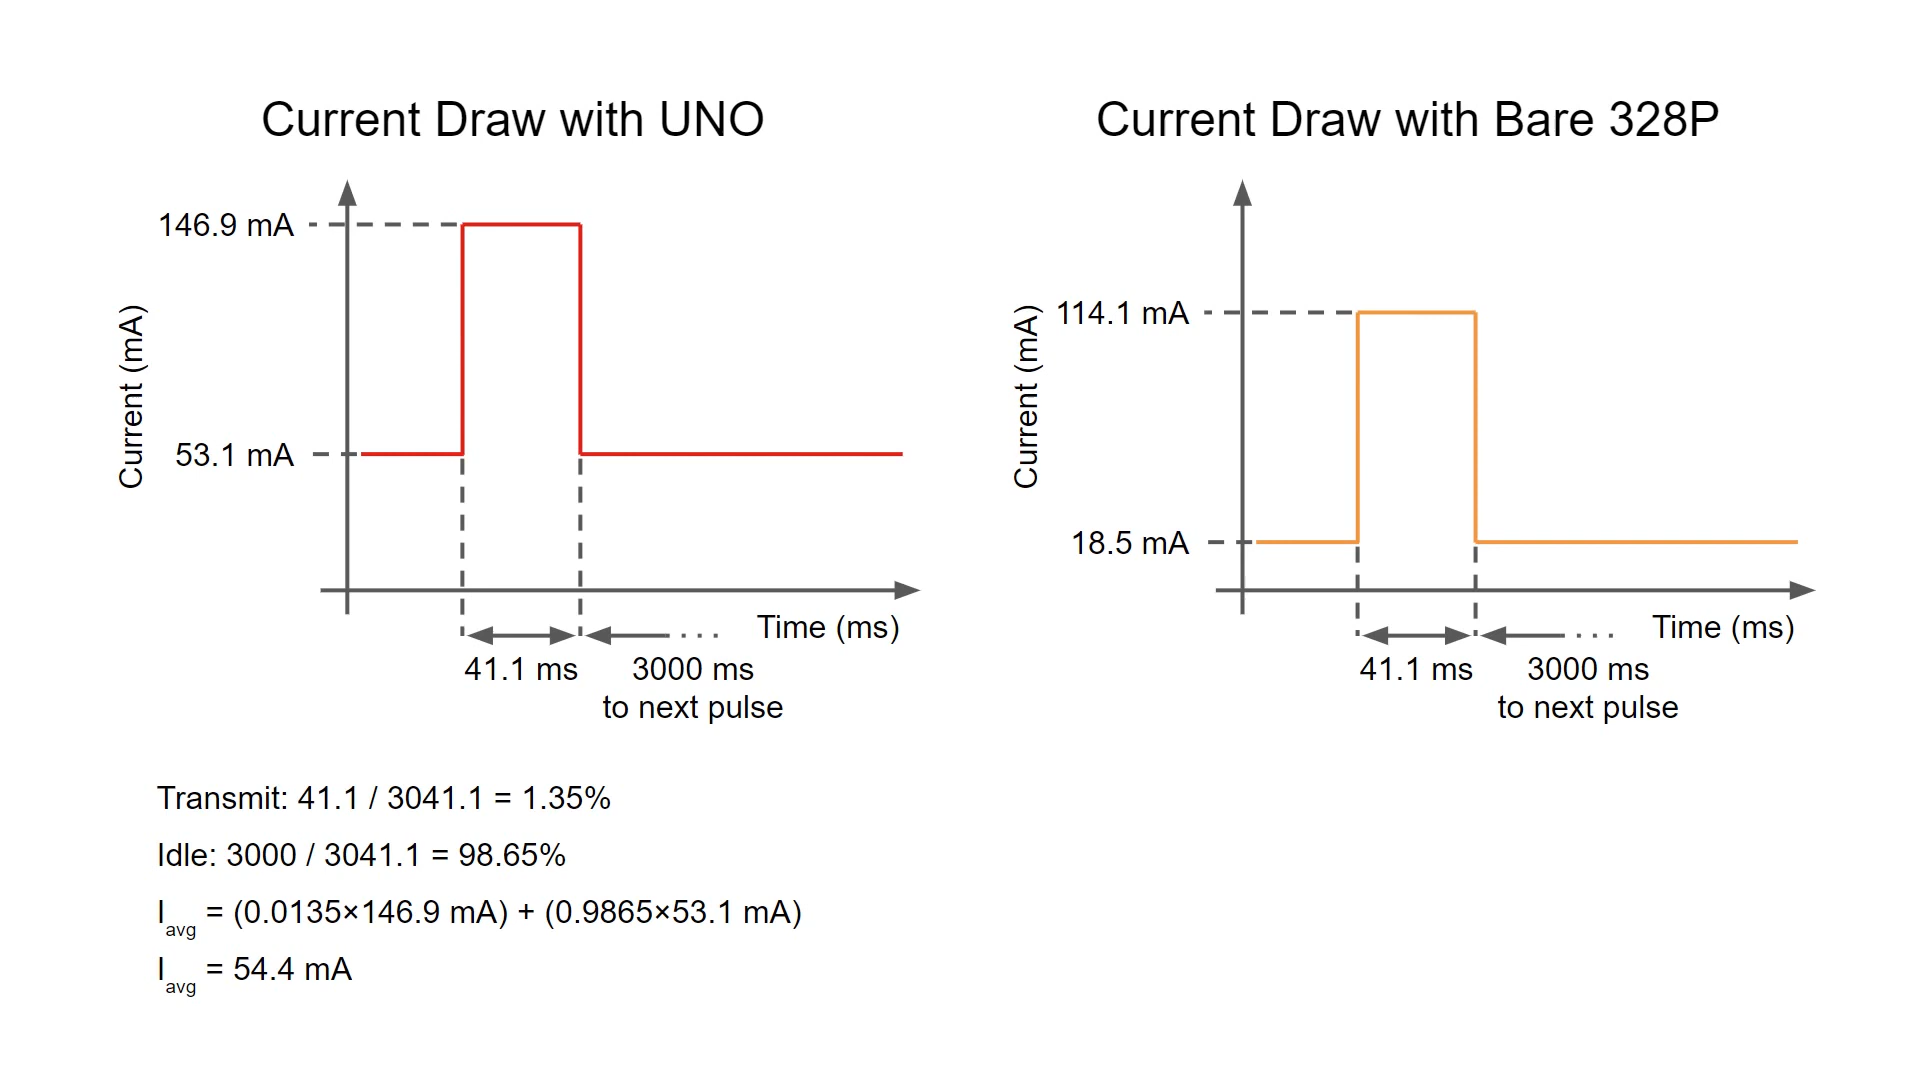 Current Draw with UNO
146.9 mA
53.1 mA
Current (mA)
Time (ms)
41.1 ms
3000 ms
to next pulse
Transmit: 41.1 / 3041.1 = 1.35%
Idle: 3000 / 3041.1 = 98.65%
Iavg = (0.0135×146.9 mA) + (0.9865×53.1 mA)
Iavg = 54.4 mA
Current Draw with Bare 328P
114.1 mA
18.5 mA
Current (mA)
Time (ms)
41.1 ms
3000 ms
to next pulse